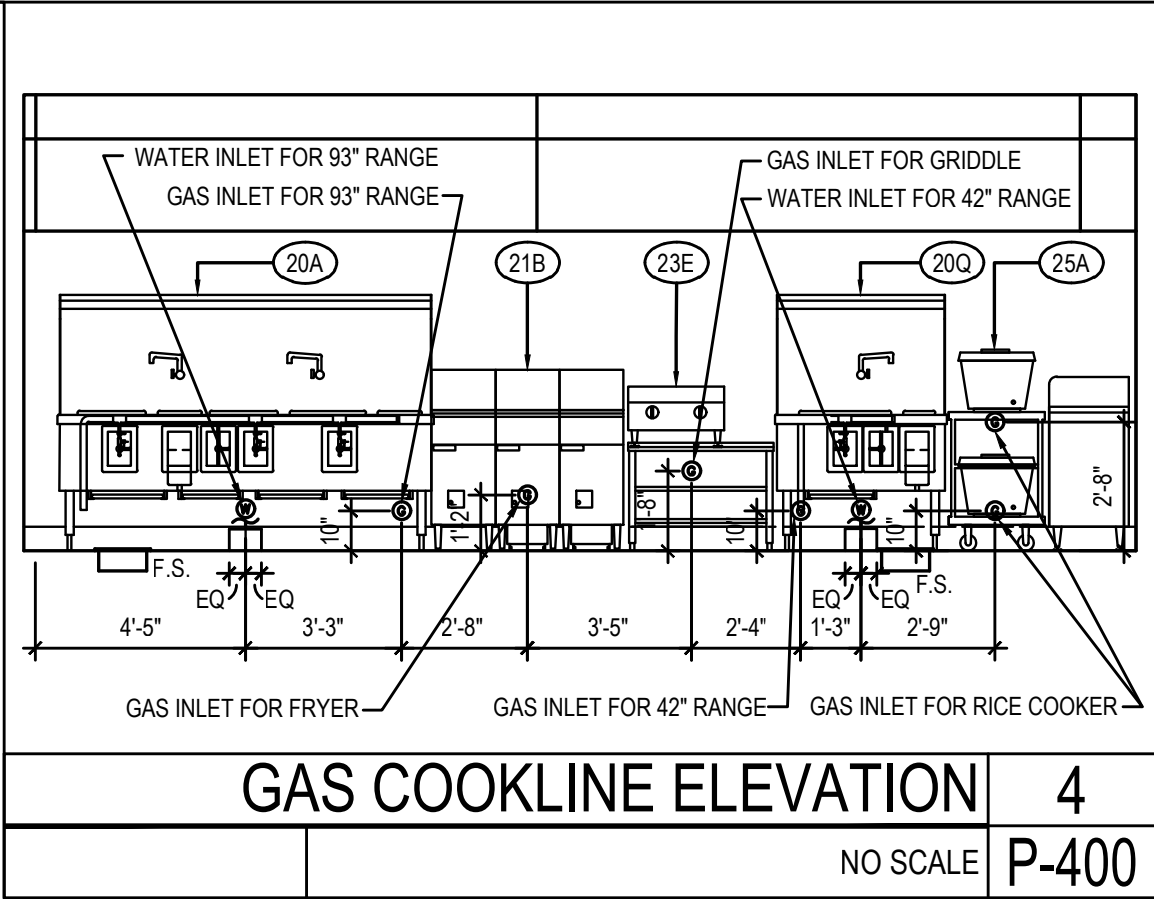 WATER INLET FOR 93" RANGE
GAS INLET FOR 93" RANGE
GAS INLET FOR GRIDDLE
WATER INLET FOR 42" RANGE
20A
21B
23E
20Q
25A
G
G
G
W
G
G
W
G
10"
1'-2"
1'-8"
10"
10"
2'-8"
F.S.
F.S.
EQ
EQ
EQ
EQ
4'-5"
3'-3"
2'-8"
3'-5"
2'-4"
1'-3"
2'-9"
GAS INLET FOR FRYER
GAS INLET FOR 42" RANGE
GAS INLET FOR RICE COOKER
GAS COOKLINE ELEVATION
4
NO SCALE
P-400